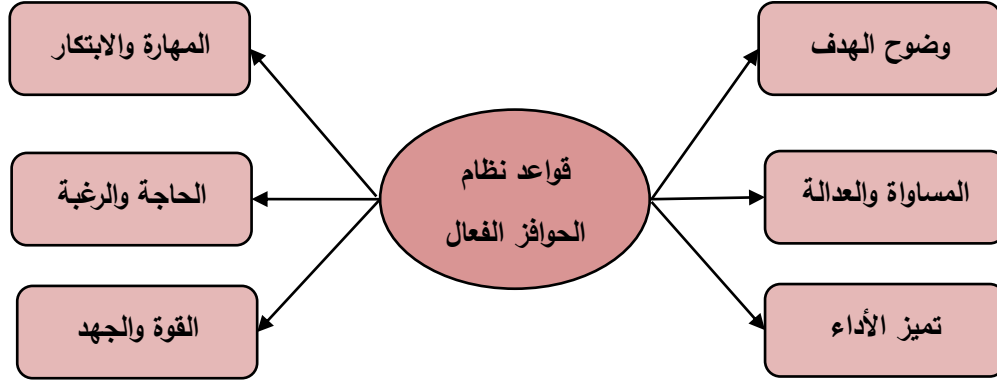 وضوح الهدف
المهارة والابتكار
قواعد نظام
الحوافز الفعال
المساواة والعدالة
الحاجة والرغبة
تميز الأداء
القوة والجهد